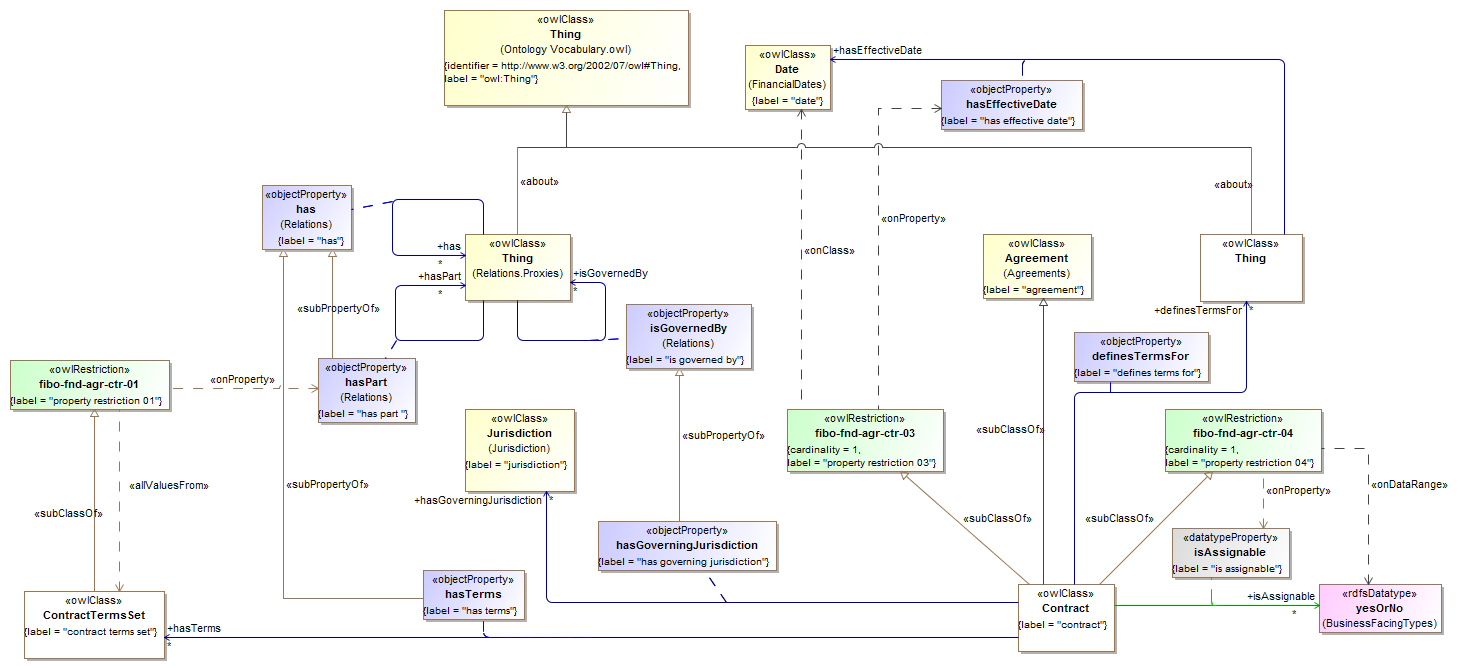 «owlClass»
Thing
(Ontology Vocabulary.owl)
{identifier = http://www.w3.org/2002/07/owl#Thing,
label = "owl:Thing"}
«owlClass»
Date
(FinancialDates)
{label = "date"}
+hasEffectiveDate
«objectProperty»
hasEffectiveDate
{label = "has effective date"}
«about»
«about»
«objectProperty»
has
(Relations)
{label = "has"}
«onProperty»
+has
*
«owlClass»
Thing
(Relations.Proxies)
«onClass»
«owlClass»
Agreement
(Agreements)
{label = "agreement"}
«owlClass»
Thing
+hasPart
*
+isGovernedBy
*
«subPropertyOf»
«objectProperty»
isGovernedBy
(Relations)
{label = "is governed by"}
+definesTermsFor
*
«objectProperty»
definesTermsFor
{label = "defines terms for"}
«owlRestriction»
fibo-fnd-agr-ctr-01
{label = "property restriction 01"}
«onProperty»
«objectProperty»
hasPart
(Relations)
{label = "has part "}
«owlClass»
Jurisdiction
(Jurisdiction)
{label = "jurisdiction"}
«subPropertyOf»
«owlRestriction»
fibo-fnd-agr-ctr-03
{cardinality = 1,
label = "property restriction 03"}
«subClassOf»
«owlRestriction»
fibo-fnd-agr-ctr-04
{cardinality = 1,
label = "property restriction 04"}
«allValuesFrom»
«subPropertyOf»
«onProperty»
«onDataRange»
+hasGoverningJurisdiction
*
«subClassOf»
«subClassOf»
«subClassOf»
«objectProperty»
hasGoverningJurisdiction
{label = "has governing jurisdiction"}
«datatypeProperty»
isAssignable
{label = "is assignable"}
«objectProperty»
hasTerms
{label = "has terms"}
«owlClass»
ContractTermsSet
{label = "contract terms set"}
+hasTerms
*
«owlClass»
Contract
{label = "contract"}
+isAssignable
*
«rdfsDatatype»
yesOrNo
(BusinessFacingTypes)